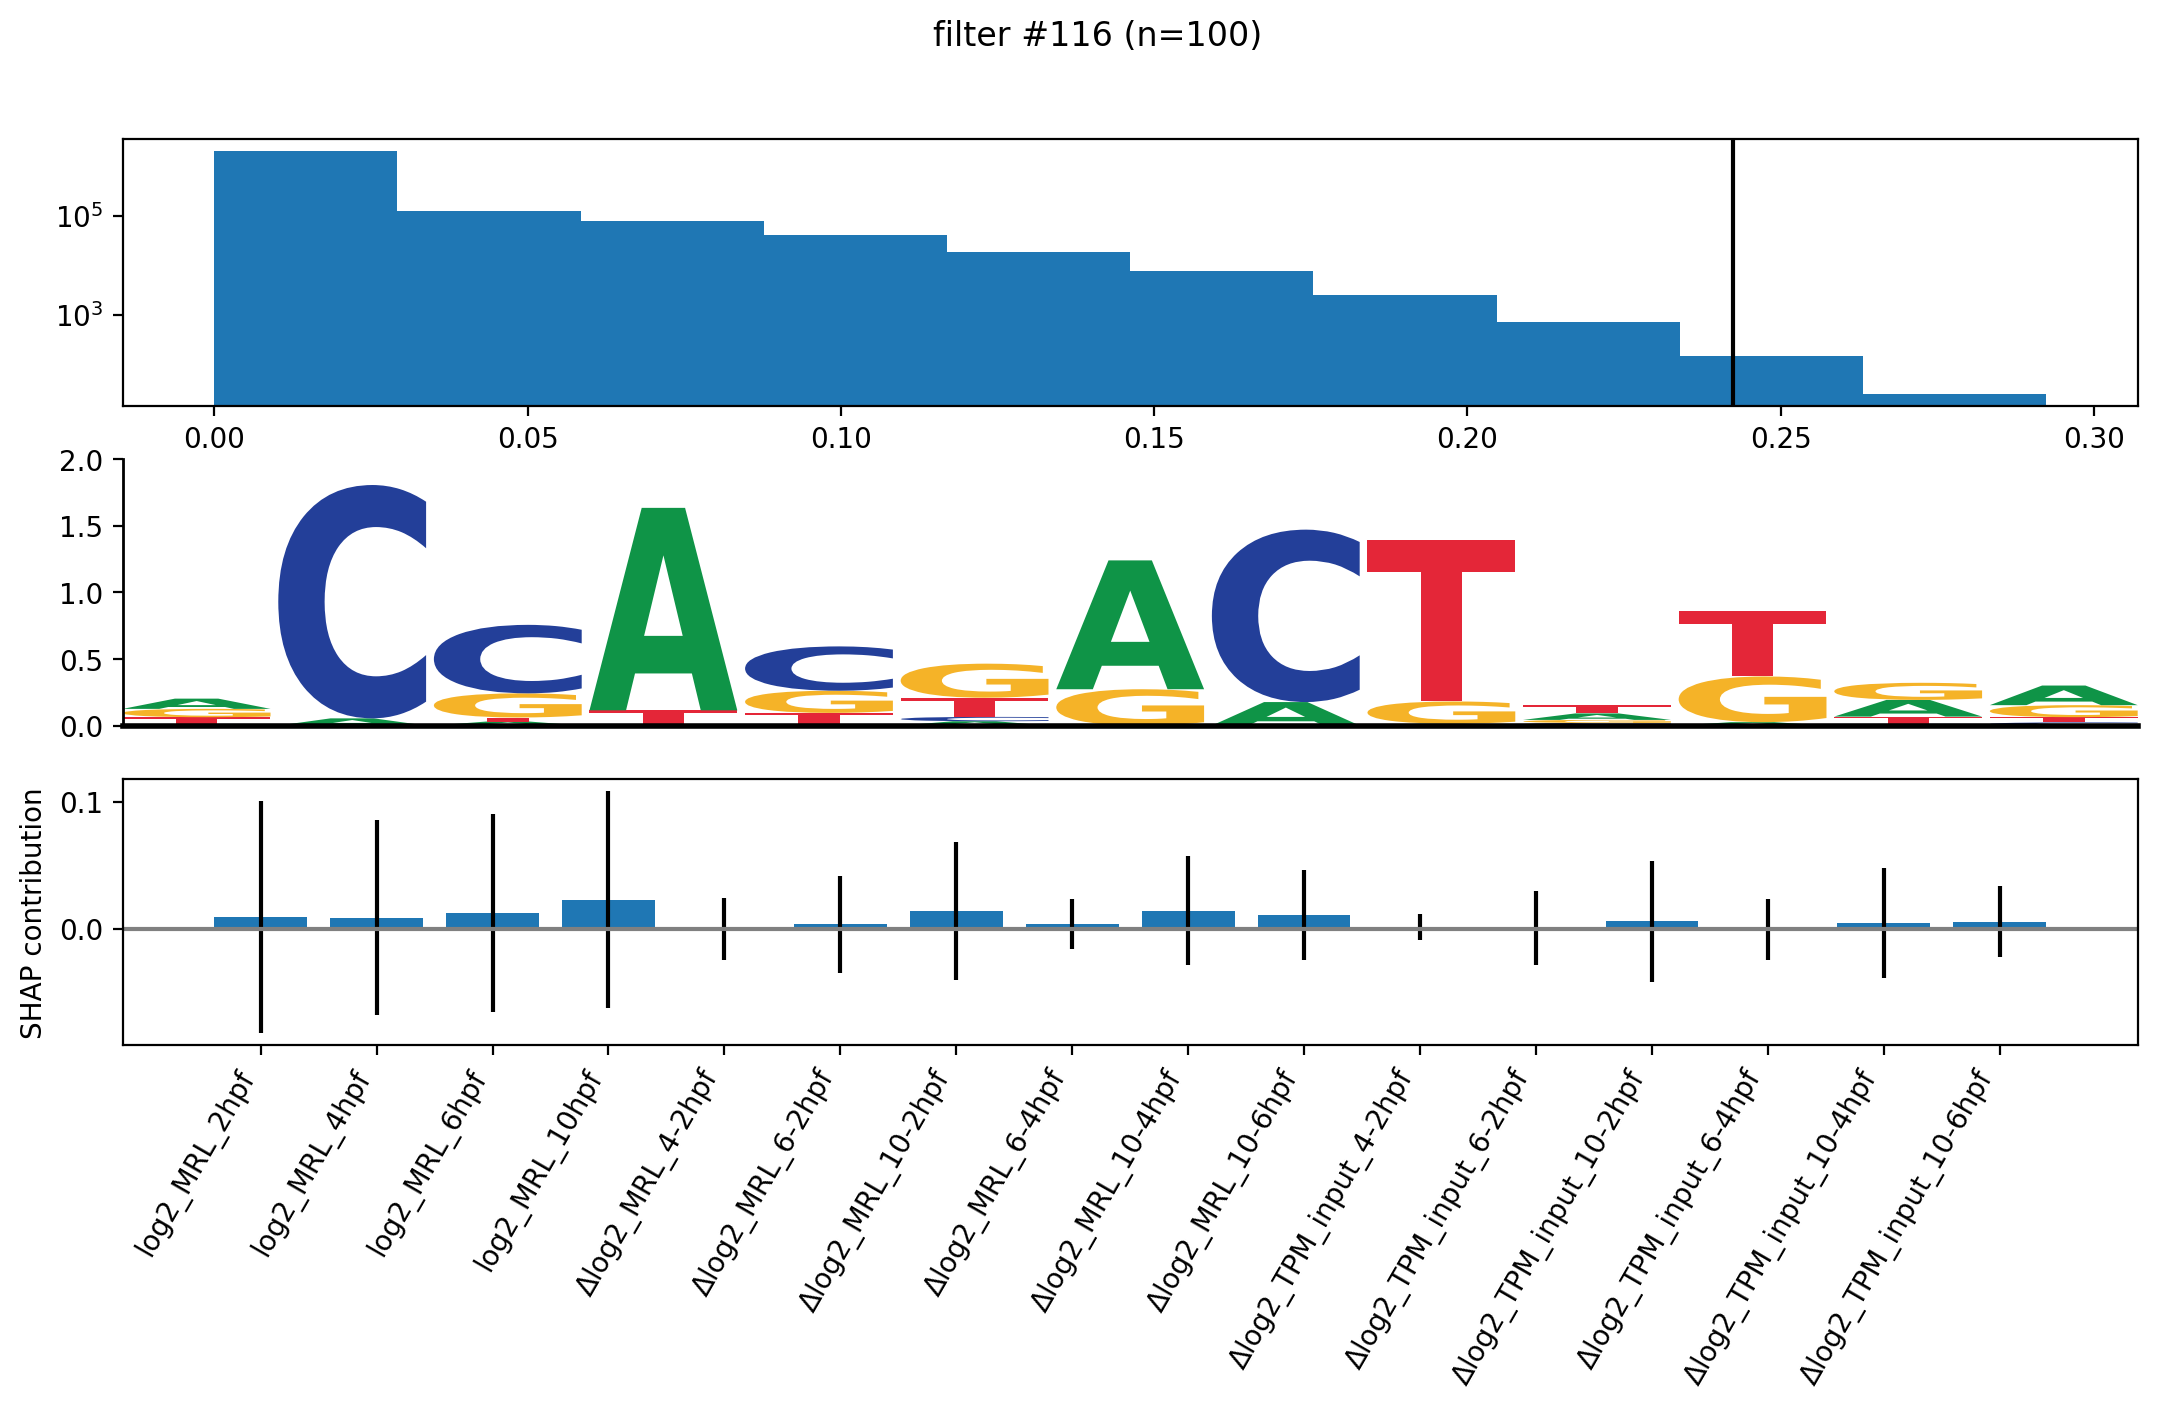 filter #116 (n=100)
10^5
10^3
0.00 0.05 0.10 0.15 0.20 0.25 0.30
2.0
1.5
1.0
0.5
0.0
A G T
C A
C G T A
A T
C G T
G T C A
A G
C A
T G
T A G
T G A
G A T
A G C T
SHAP contribution
0.1
0.0
log2_MRL_2hpf
log2_MRL_4hpf
log2_MRL_6hpf
log2_MRL_10hpf
Δlog2_MRL_4-2hpf
Δlog2_MRL_6-2hpf
Δlog2_MRL_10-2hpf
Δlog2_MRL_6-4hpf
Δlog2_MRL_10-4hpf
Δlog2_MRL_10-6hpf
Δlog2_TPM_input_4-2hpf
Δlog2_TPM_input_6-2hpf
Δlog2_TPM_input_10-2hpf
Δlog2_TPM_input_6-4hpf
Δlog2_TPM_input_10-4hpf
Δlog2_TPM_input_10-6hpf